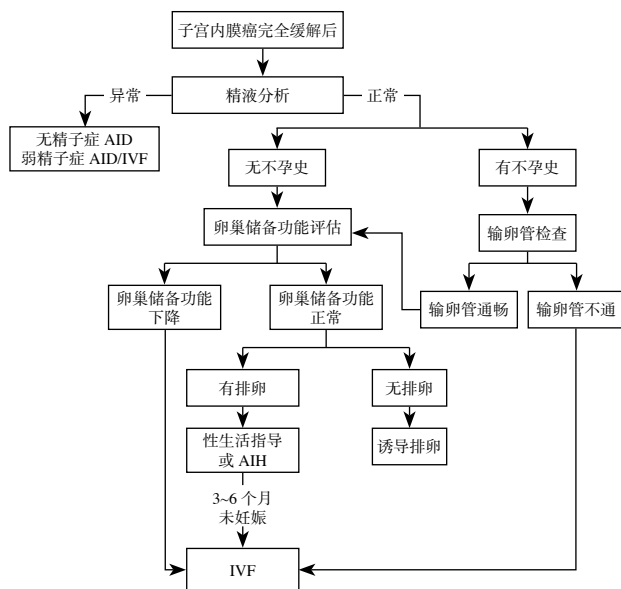 子宫内膜癌完全缓解后
异常
精液分析
正常
无精子症 AID
弱精子症 AID/IVF
无不孕史
有不孕史
卵巢储备功能评估
输卵管检查
卵巢储备功能
下降
卵巢储备功能
正常
输卵管通畅
输卵管不通
有排卵
无排卵
性生活指导
或 AIH
诱导排卵
3~6 个月
未妊娠
IVF